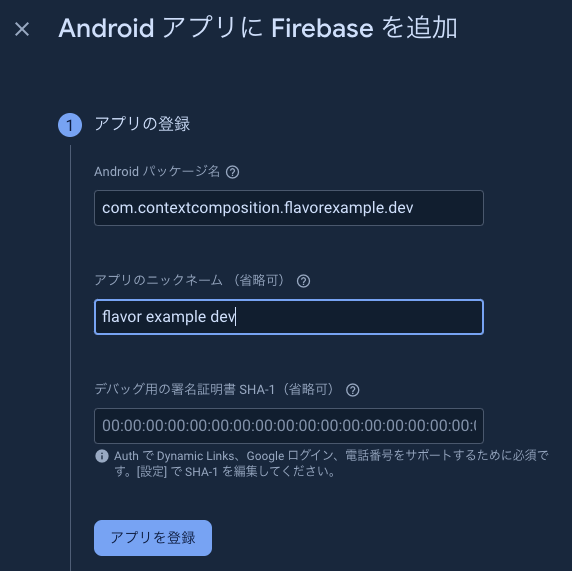 Android アプリに Firebase を追加
1 アプリの登録
Android パッケージ名
com.contextcomposition.flavorexample.dev
アプリのニックネーム （省略可）
flavor example dev
デバッグ用の署名証明書 SHA-1（省略可）
00:00:00:00:00:00:00:00:00:00:00:00:00:00:00:00:00:
Auth で Dynamic Links、Google ログイン、電話番号をサポートするために必須で
す。[設定] で SHA-1 を編集してください。
アプリを登録